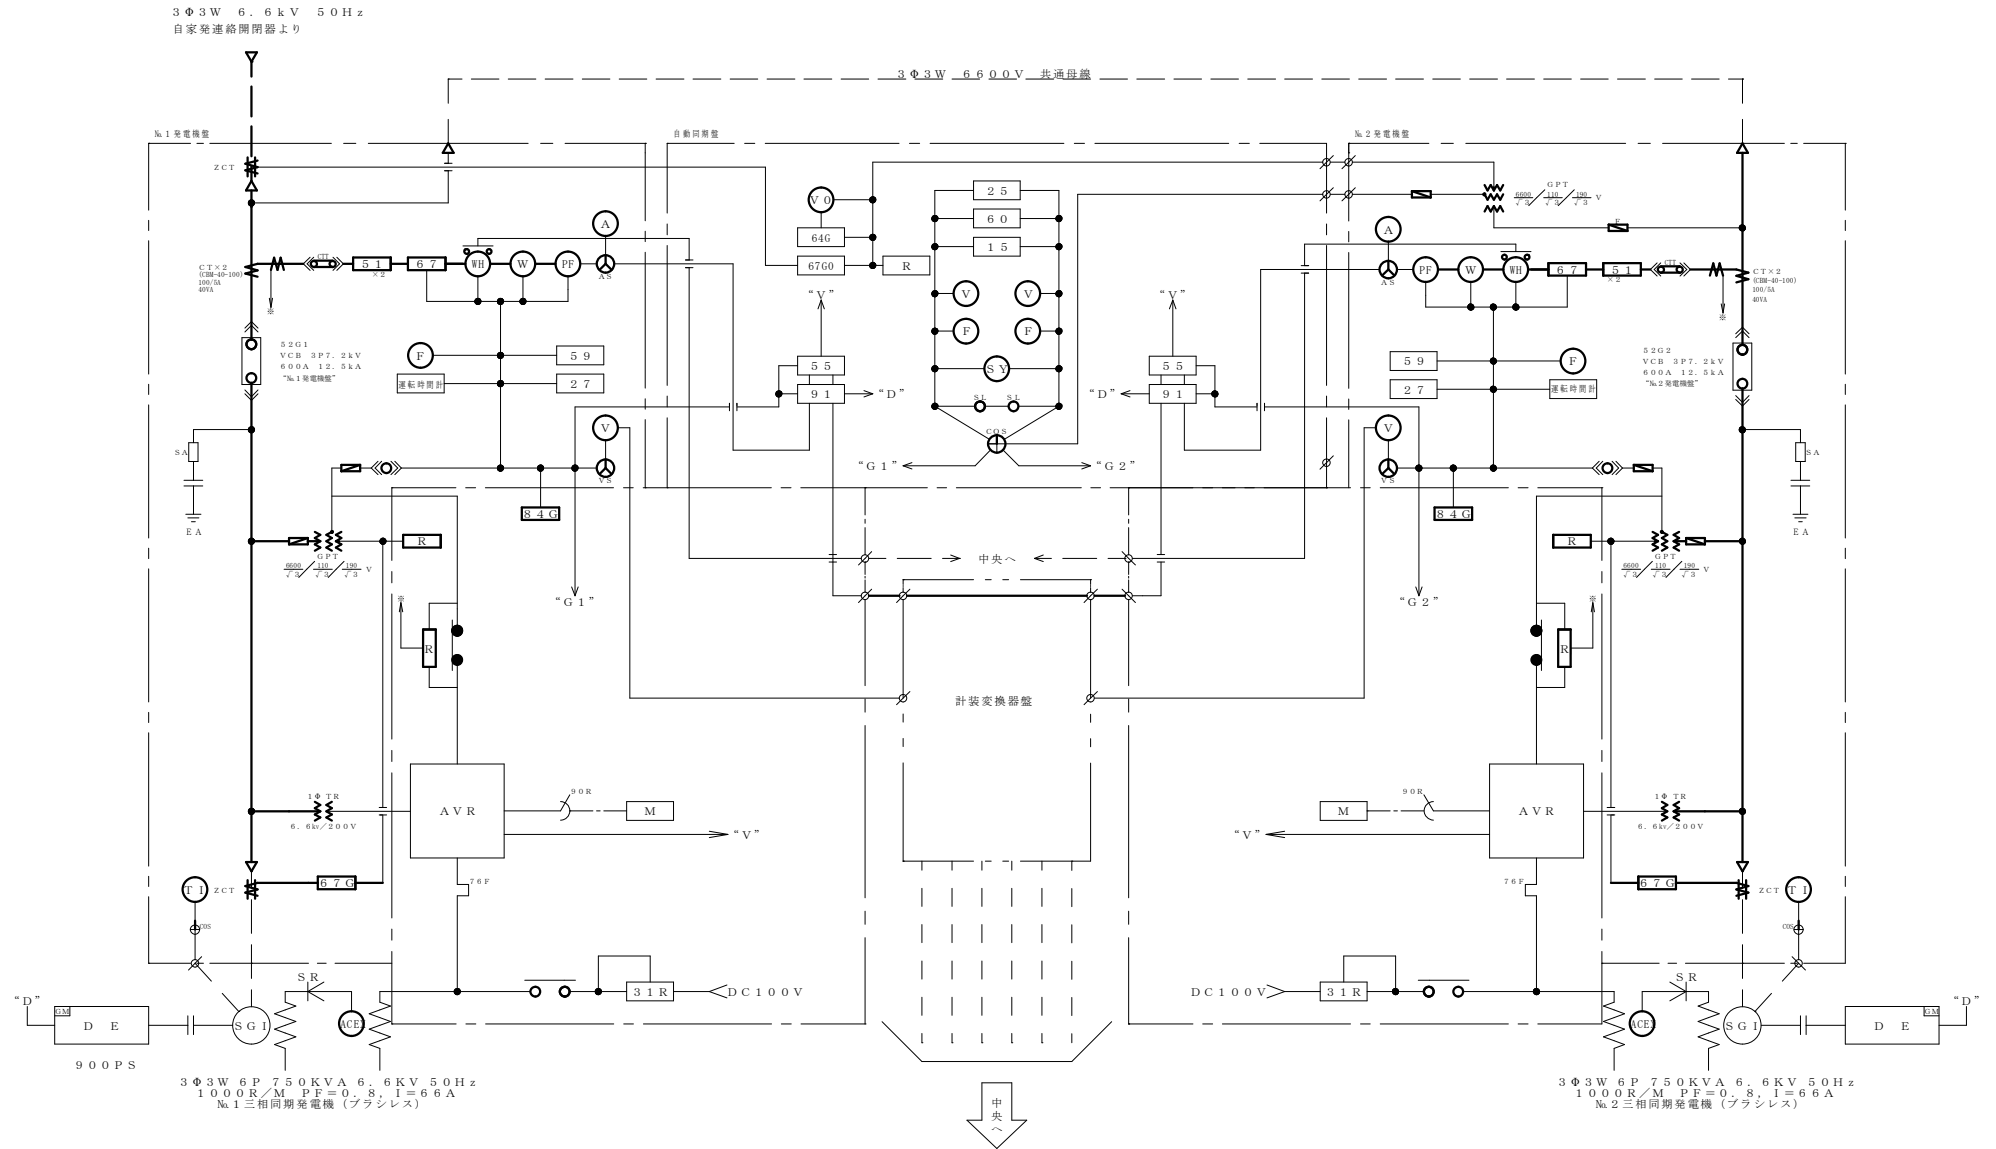 3Φ3W 6.6kV 50Hz
自家発連絡開閉器より
3Φ3W 6600V 共通母線
№1発電機盤
自動同期盤
№2発電機盤
ZCT
V0
64G
67G0
R
25
60
15
V
V
F
F
SY
SL
SL
COS
“G1”
“G2”
GPT
6600/√3 110/√3 190/√3 V
F
CT×2
(CBM-40-100)
100/5A
40VA
※
CTT
51
×2
67
WH
W
PF
A
AS
A
AS
PF
W
WH
67
51
×2
CTT
CT×2
(CBM-40-100)
100/5A
40VA
※
52G1
VCB 3P7.2kV
600A 12.5kA
“№1発電機盤”
F
運転時間計
59
27
“V”
55
91
“D”
“V”
55
91
“D”
59
27
F
運転時間計
52G2
VCB 3P7.2kV
600A 12.5kA
“№2発電機盤”
SA
EA
V
VS
84G
V
VS
84G
SA
EA
GPT
6600/√3 110/√3 190/√3 V
R
“G1”
中央へ
“G2”
R
GPT
6600/√3 110/√3 190/√3 V
※
R
※
R
計装変換器盤
1Φ TR
6.6kv/200V
AVR
90R
M
“V”
M
90R
“V”
AVR
1Φ TR
6.6kv/200V
TI
ZCT
67G
76F
COS
76F
67G
ZCT
TI
COS
SR
31R
DC100V
DC100V
31R
SR
“D”
GM
DE
SGI
ACEX
900PS
ACEX
SGI
DE
GM
“D”
3Φ3W 6P 750KVA 6.6KV 50Hz
1000R/M PF=0.8, I=66A
№1三相同期発電機(ブラシレス)
3Φ3W 6P 750KVA 6.6KV 50Hz
1000R/M PF=0.8, I=66A
№2三相同期発電機(ブラシレス)
中央へ